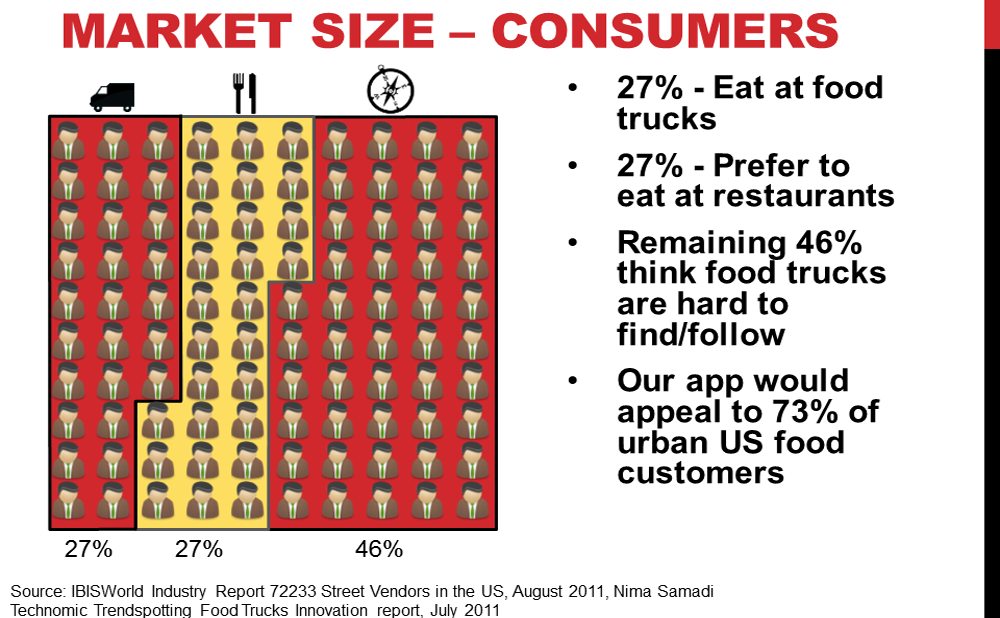 MARKET SIZE – CONSUMERS
• 27% - Eat at food
trucks
• 27% - Prefer to
eat at restaurants
• Remaining 46%
think food trucks
are hard to
find/follow
• Our app would
appeal to 73% of
urban US food
customers
27% 27% 46%
Source: IBISWorld Industry Report 72233 Street Vendors in the US, August 2011, Nima Samadi
Technomic Trendspotting Food Trucks Innovation report, July 2011